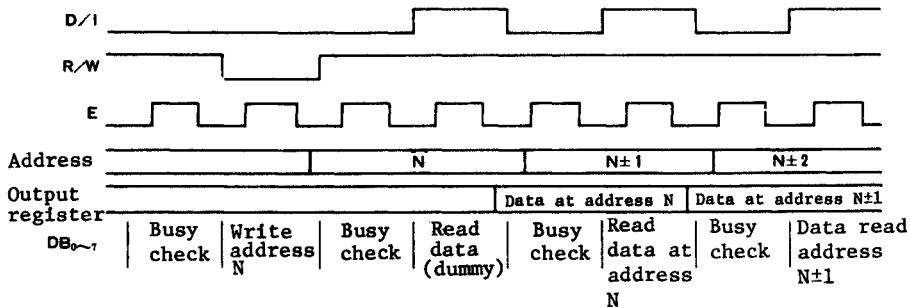 D/I
R/W
E
Address N N±1 N±2
Output Data at address N Data at address N±1
register
DB₀~₇ Busy Write Busy Read Busy Read Busy Data read
check address check data check data at check address
N (dummy) address N±1
N